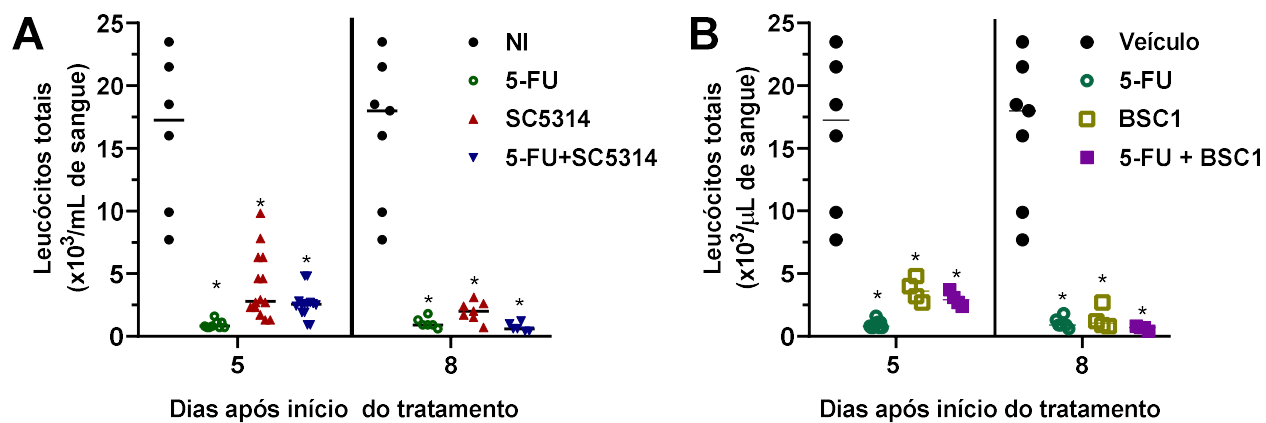 A
Leucócitos totais
(x10³/mL de sangue)
25
20
15
10
5
0
* * *
* * *
NI
5-FU
SC5314
5-FU+SC5314
5 8
Dias após início do tratamento
B
Leucócitos totais
(x10³/µL de sangue)
25
20
15
10
5
0
* * *
* * *
Veículo
5-FU
BSC1
5-FU + BSC1
5 8
Dias após início do tratamento